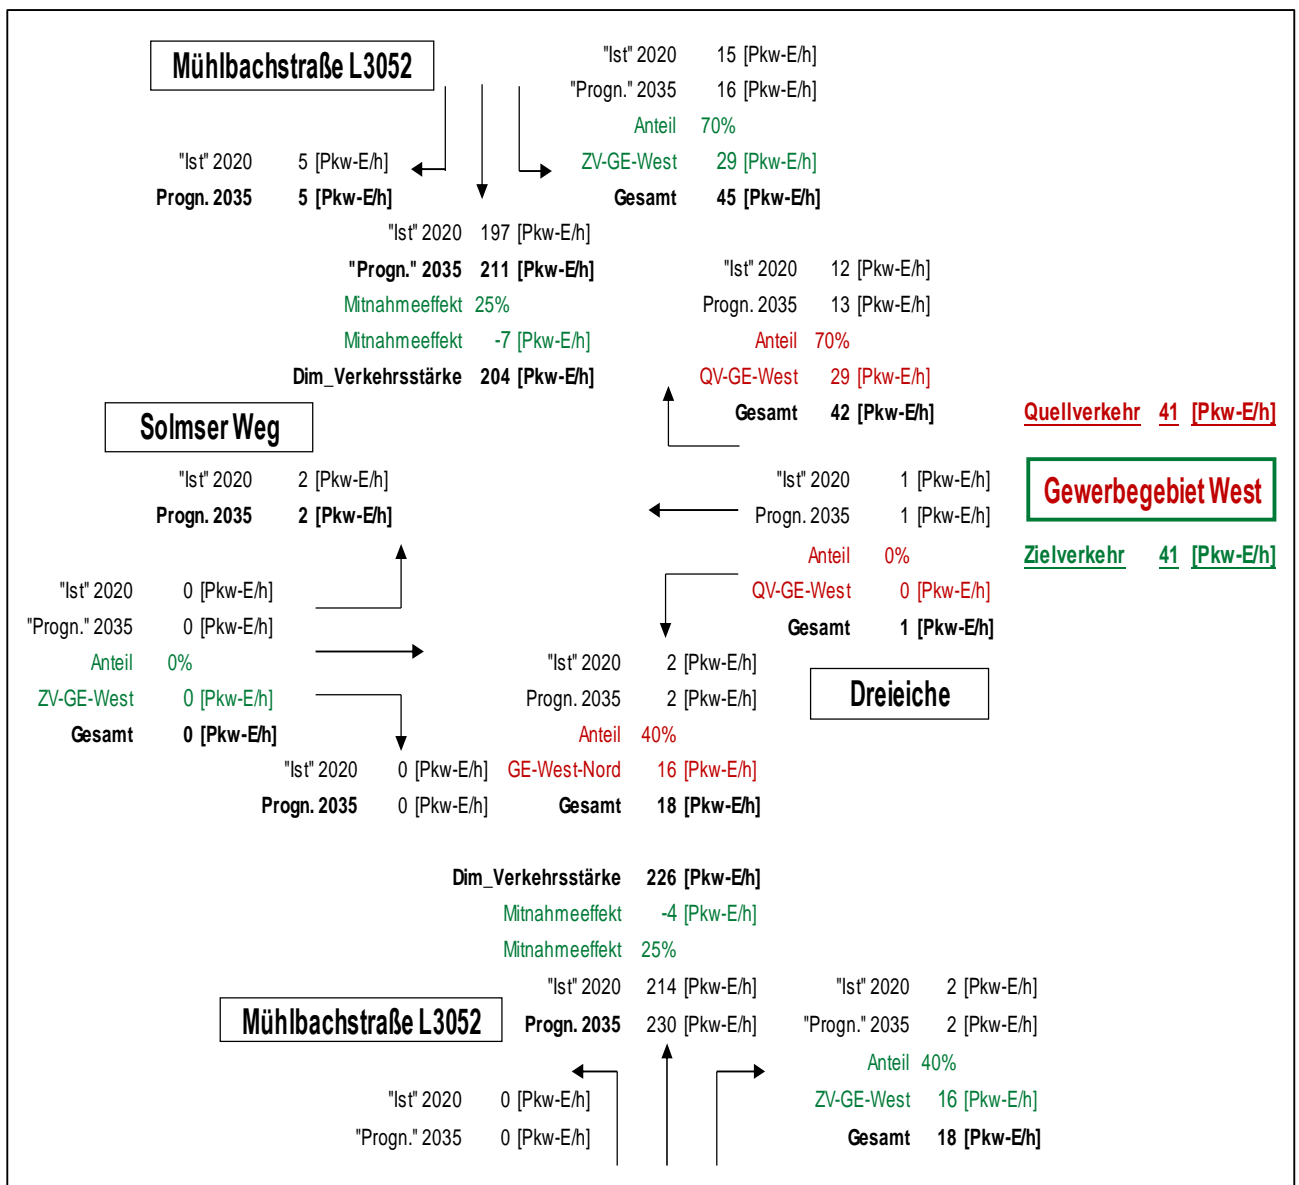 Mühlbachstraße L3052
"Ist" 2020 15 [Pkw-E/h]
"Progn." 2035 16 [Pkw-E/h]
Anteil 70%
ZV-GE-West 29 [Pkw-E/h]
Gesamt 45 [Pkw-E/h]
"Ist" 2020 5 [Pkw-E/h]
Progn. 2035 5 [Pkw-E/h]
"Ist" 2020 197 [Pkw-E/h]
"Progn." 2035 211 [Pkw-E/h]
Mitnahmeeffekt 25%
Mitnahmeeffekt -7 [Pkw-E/h]
Dim_Verkehrsstärke 204 [Pkw-E/h]
"Ist" 2020 12 [Pkw-E/h]
Progn. 2035 13 [Pkw-E/h]
Anteil 70%
QV-GE-West 29 [Pkw-E/h]
Gesamt 42 [Pkw-E/h]
Quellverkehr 41 [Pkw-E/h]
Gewerbegebiet West
Zielverkehr 41 [Pkw-E/h]
Solmser Weg
"Ist" 2020 2 [Pkw-E/h]
Progn. 2035 2 [Pkw-E/h]
"Ist" 2020 1 [Pkw-E/h]
Progn. 2035 1 [Pkw-E/h]
Anteil 0%
QV-GE-West 0 [Pkw-E/h]
Gesamt 1 [Pkw-E/h]
"Ist" 2020 0 [Pkw-E/h]
"Progn." 2035 0 [Pkw-E/h]
Anteil 0%
ZV-GE-West 0 [Pkw-E/h]
Gesamt 0 [Pkw-E/h]
"Ist" 2020 2 [Pkw-E/h]
Progn. 2035 2 [Pkw-E/h]
Anteil 40%
GE-West-Nord 16 [Pkw-E/h]
Gesamt 18 [Pkw-E/h]
Dreieiche
"Ist" 2020 0 [Pkw-E/h]
Progn. 2035 0 [Pkw-E/h]
Dim_Verkehrsstärke 226 [Pkw-E/h]
Mitnahmeeffekt -4 [Pkw-E/h]
Mitnahmeeffekt 25%
"Ist" 2020 214 [Pkw-E/h]
Progn. 2035 230 [Pkw-E/h]
Mühlbachstraße L3052
"Ist" 2020 2 [Pkw-E/h]
"Progn." 2035 2 [Pkw-E/h]
Anteil 40%
ZV-GE-West 16 [Pkw-E/h]
Gesamt 18 [Pkw-E/h]
"Ist" 2020 0 [Pkw-E/h]
"Progn." 2035 0 [Pkw-E/h]